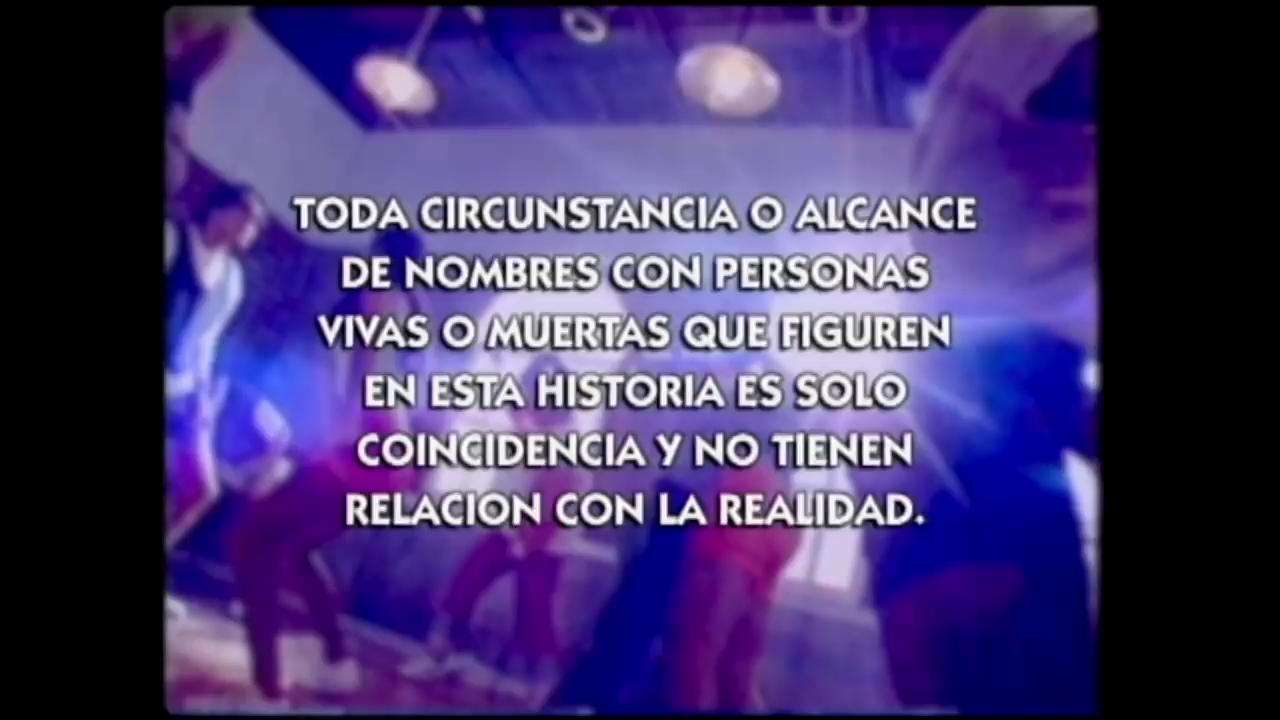 TODA CIRCUNSTANCIA O ALCANCE
DE NOMBRES CON PERSONAS
VIVAS O MUERTAS QUE FIGUREN
EN ESTA HISTORIA ES SOLO
COINCIDENCIA Y NO TIENEN
RELACION CON LA REALIDAD.